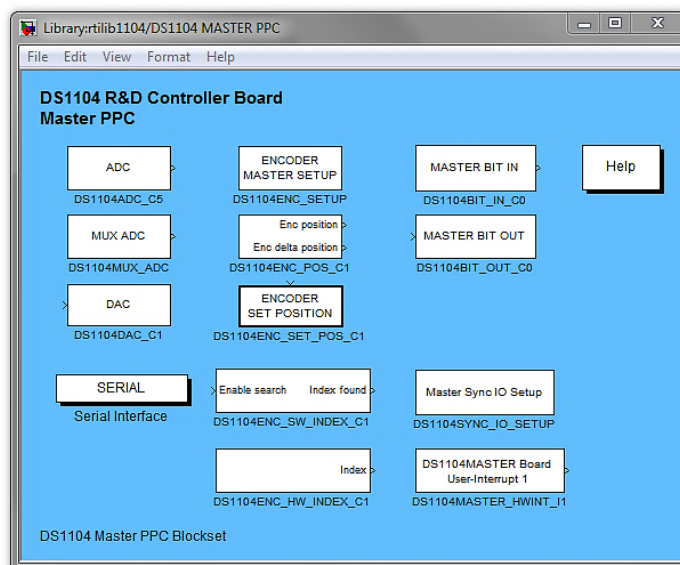 Library:rtilib1104/DS1104 MASTER PPC
File Edit View Format Help
DS1104 R&D Controller Board
Master PPC
ADC
DS1104ADC_C5
ENCODER
MASTER SETUP
DS1104ENC_SETUP
MASTER BIT IN
DS1104BIT_IN_C0
Help
MUX ADC
DS1104MUX_ADC
Enc position
Enc delta position
DS1104ENC_POS_C1
MASTER BIT OUT
DS1104BIT_OUT_C0
DAC
DS1104DAC_C1
ENCODER
SET POSITION
DS1104ENC_SET_POS_C1
SERIAL
Serial Interface
Enable search Index found
DS1104ENC_SW_INDEX_C1
Master Sync IO Setup
DS1104SYNC_IO_SETUP
Index
DS1104ENC_HW_INDEX_C1
DS1104MASTER Board
User-Interrupt 1
DS1104MASTER_HWINT_I1
DS1104 Master PPC Blockset